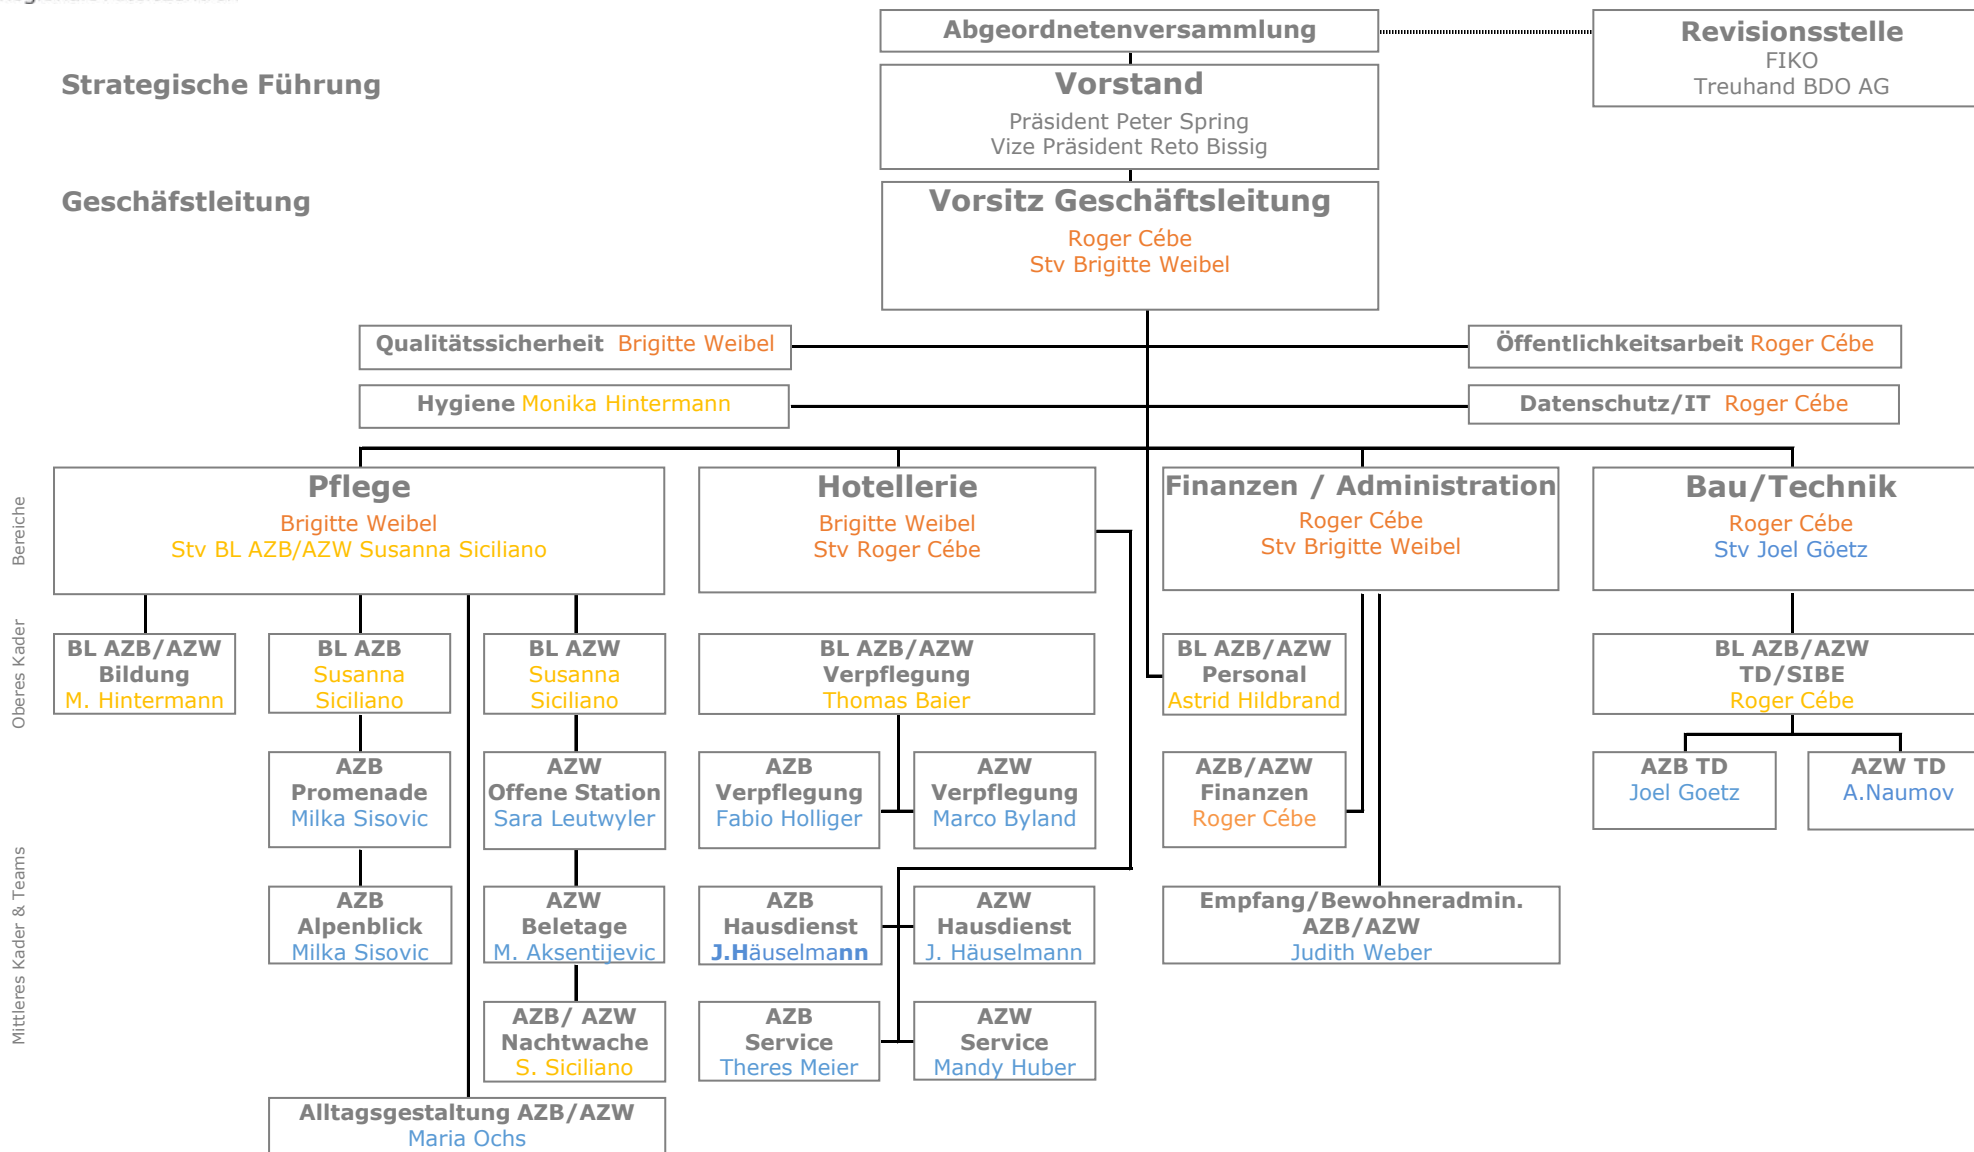 Abgeordnetenversammlung
Revisionsstelle
FIKO
Treuhand BDO AG
Strategische Führung
Vorstand
Präsident Peter Spring
Vize Präsident Reto Bissig
Geschäfstleitung
Vorsitz Geschäftsleitung
Roger Cébe
Stv Brigitte Weibel
Qualitätssicherheit Brigitte Weibel
Öffentlichkeitsarbeit Roger Cébe
Hygiene Monika Hintermann
Datenschutz/IT Roger Cébe
Bereiche
Pflege
Brigitte Weibel
Stv BL AZB/AZW Susanna Siciliano
Hotellerie
Brigitte Weibel
Stv Roger Cébe
Finanzen / Administration
Roger Cébe
Stv Brigitte Weibel
Bau/Technik
Roger Cébe
Stv Joel Göetz
Oberes Kader
BL AZB/AZW
Bildung
M. Hintermann
BL AZB
Susanna
Siciliano
BL AZW
Susanna
Siciliano
BL AZB/AZW
Verpflegung
Thomas Baier
BL AZB/AZW
Personal
Astrid Hildbrand
BL AZB/AZW
TD/SIBE
Roger Cébe
Mittleres Kader & Teams
AZB
Promenade
Milka Sisovic
AZW
Offene Station
Sara Leutwyler
AZB
Verpflegung
Fabio Holliger
AZW
Verpflegung
Marco Byland
AZB/AZW
Finanzen
Roger Cébe
AZB TD
Joel Goetz
AZW TD
A.Naumov
AZB
Alpenblick
Milka Sisovic
AZW
Beletage
M. Aksentijevic
AZB
Hausdienst
J.Häuselmann
AZW
Hausdienst
J. Häuselmann
Empfang/Bewohneradmin.
AZB/AZW
Judith Weber
AZB/ AZW
Nachtwache
S. Siciliano
AZB
Service
Theres Meier
AZW
Service
Mandy Huber
Alltagsgestaltung AZB/AZW
Maria Ochs